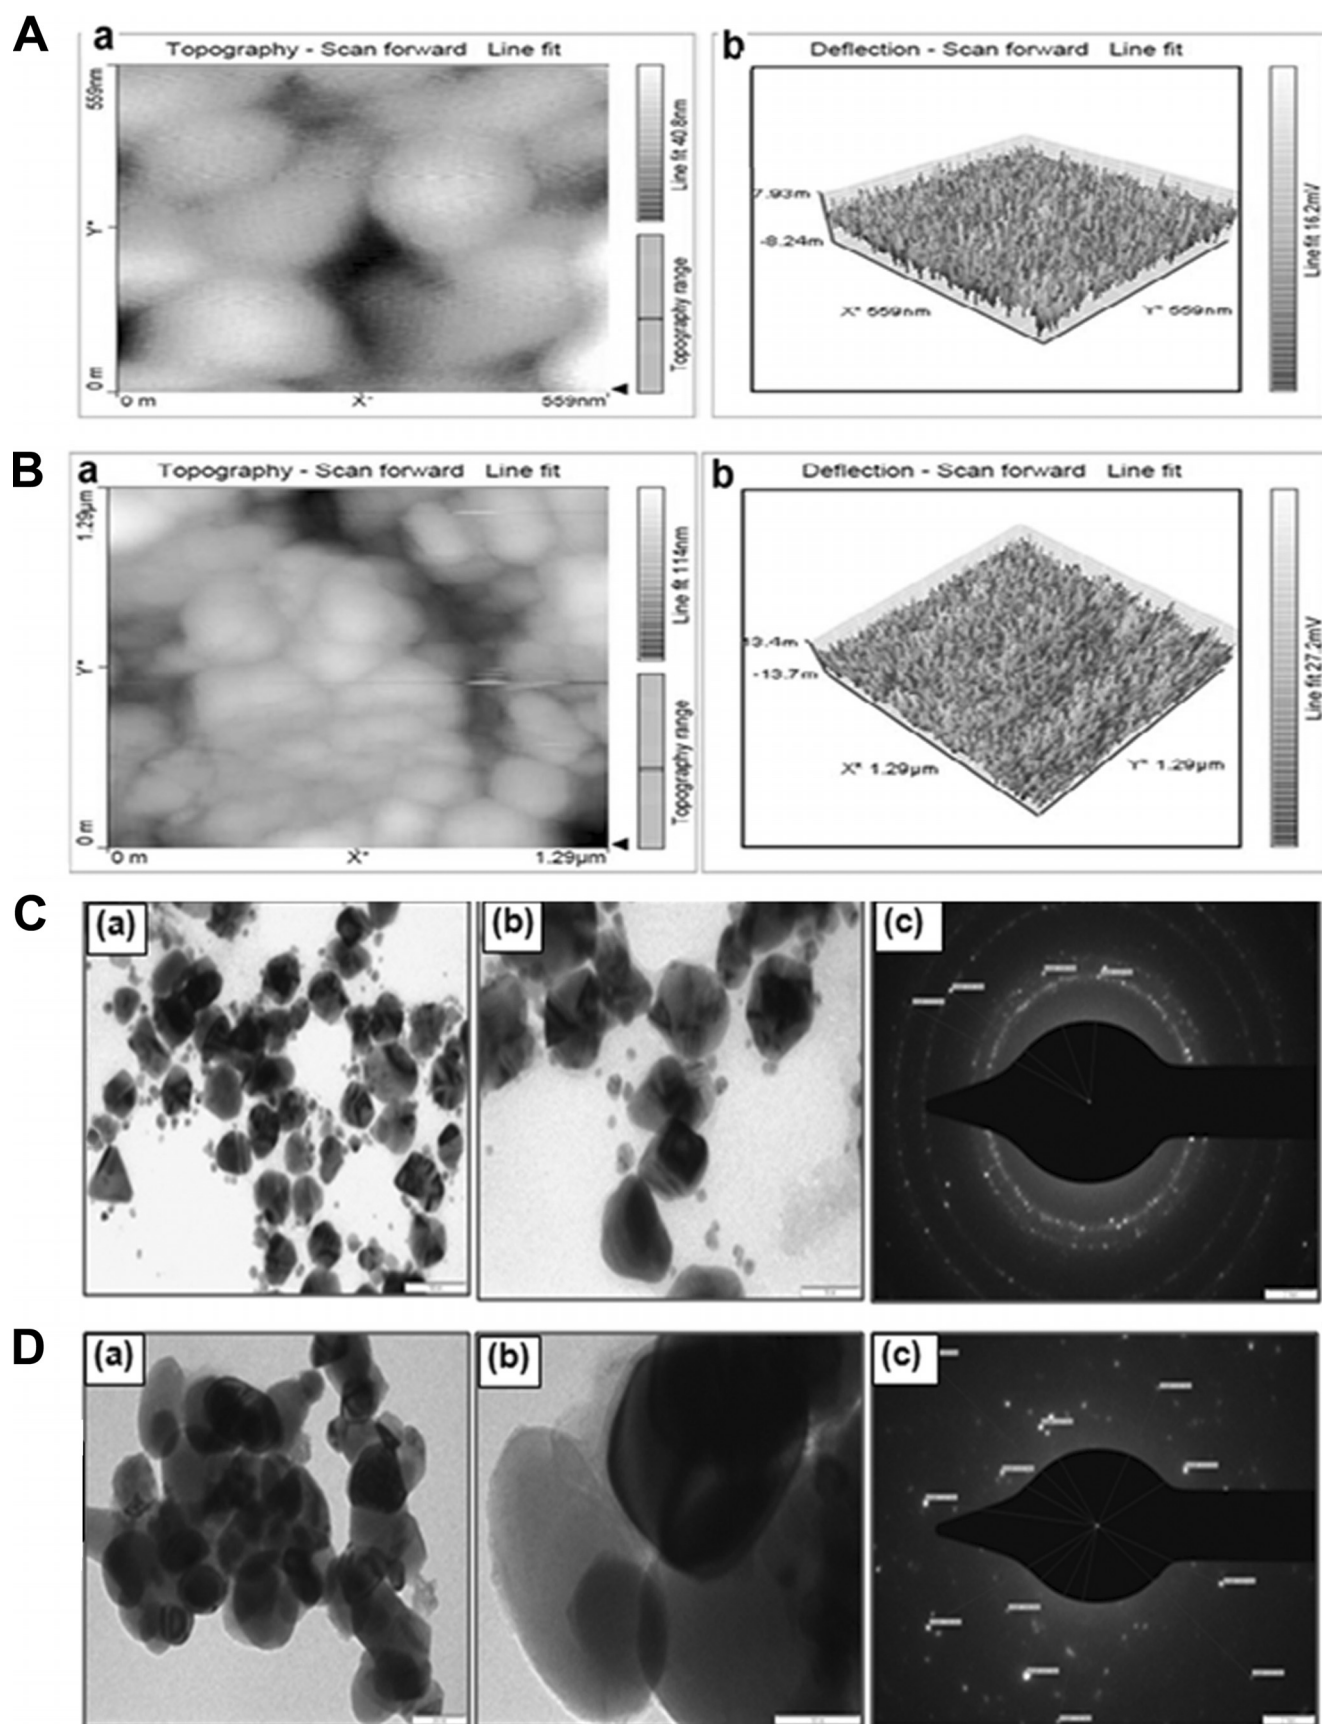 A
a
Topography - Scan forward Line fit
559nm
Y*
0 m
0 m
X*
559nm
Line fit 40.8nm
Topography range
b
Deflection - Scan forward Line fit
7.93m
-8.24m
X* 559nm
Y* 559nm
Line fit 16.2mV
B
a
Topography - Scan forward Line fit
1.29µm
Y*
0 m
0 m
X*
1.29µm
Line fit 114nm
Topography range
b
Deflection - Scan forward Line fit
13.4m
-13.7m
X* 1.29µm
Y* 1.29µm
Line fit 27.2mV
C
(a)
(b)
(c)
D
(a)
(b)
(c)